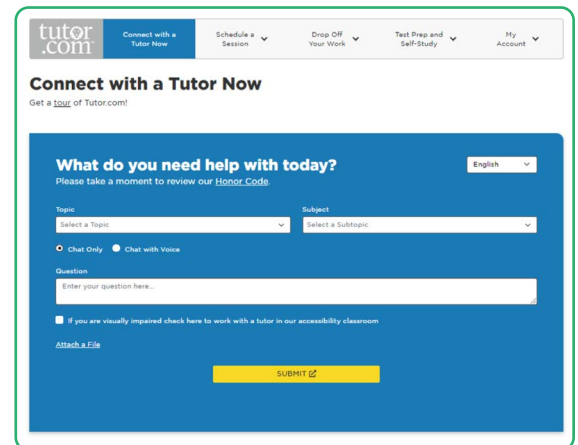 tutor
.com
Connect with a
Tutor Now
Schedule a
Session
Drop Off
Your Work
Test Prep and
Self-Study
My
Account
Connect with a Tutor Now
Get a tour of Tutor.com!
What do you need help with today?
English
Please take a moment to review our Honor Code.
Topic
Subject
Select a Topic
Select a Subtopic
Chat Only
Chat with Voice
Question
Enter your question here...
If you are visually impaired check here to work with a tutor in our accessibility classroom
Attach a File
SUBMIT